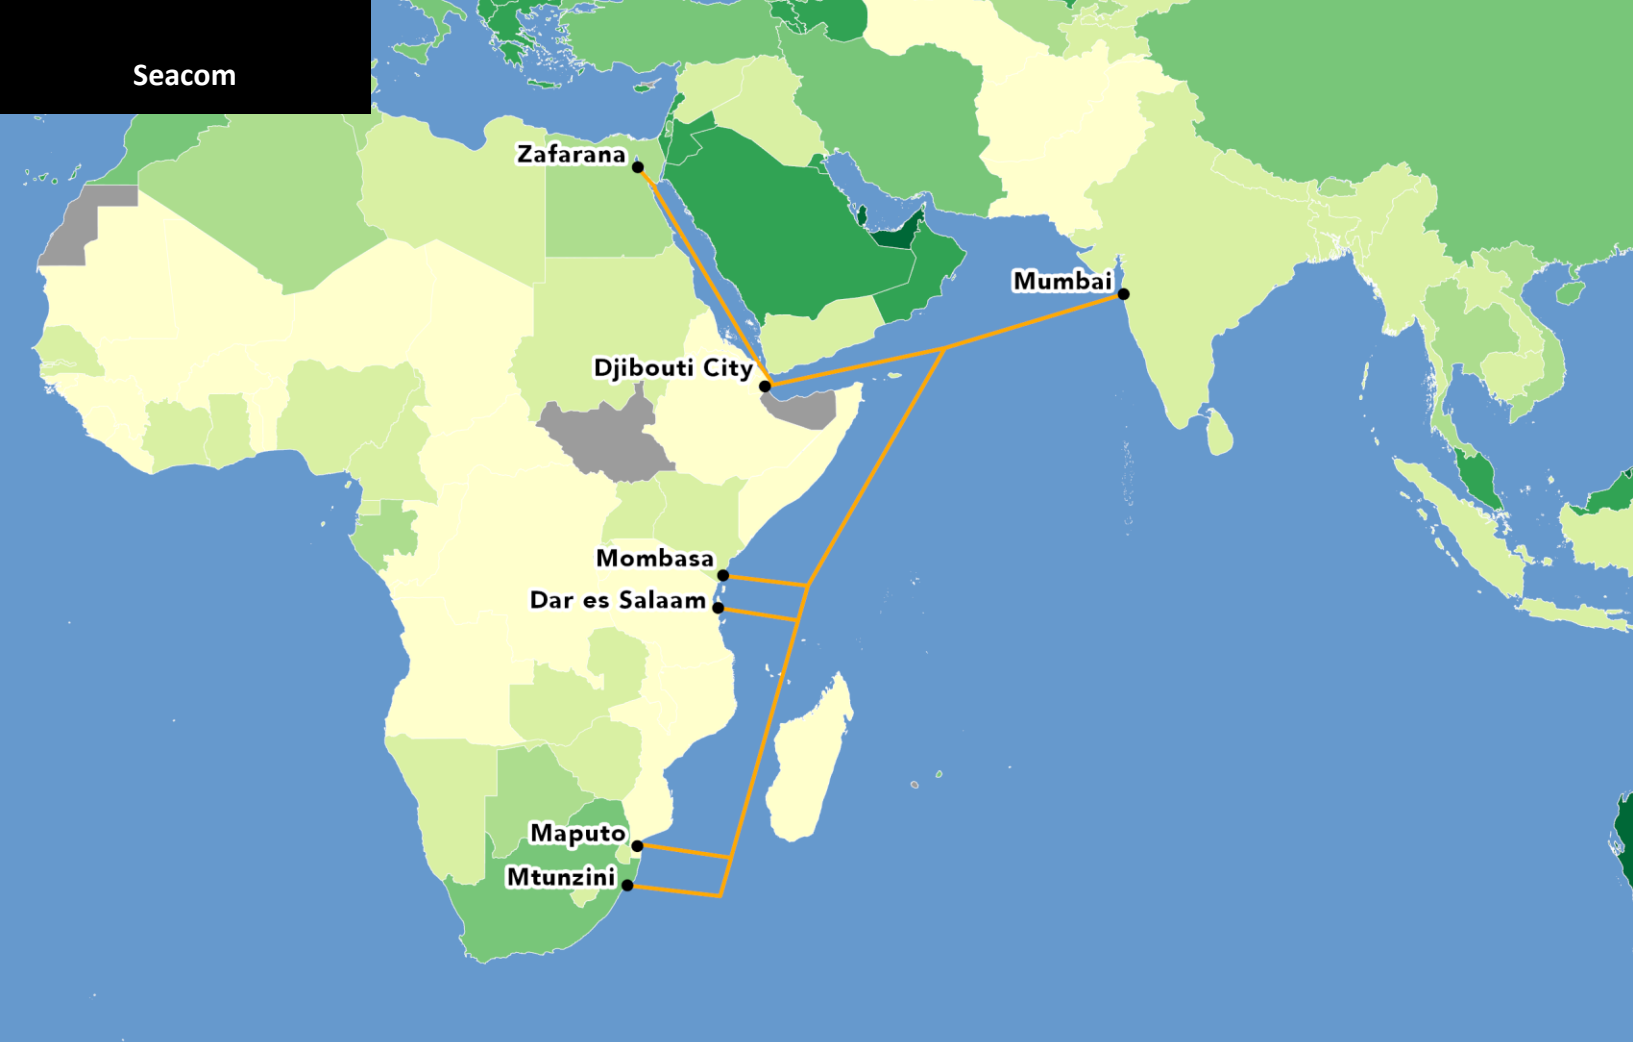 Seacom
Zafarana
Mumbai
Djibouti City
Mombasa
Dar es Salaam
Maputo
Mtunzini